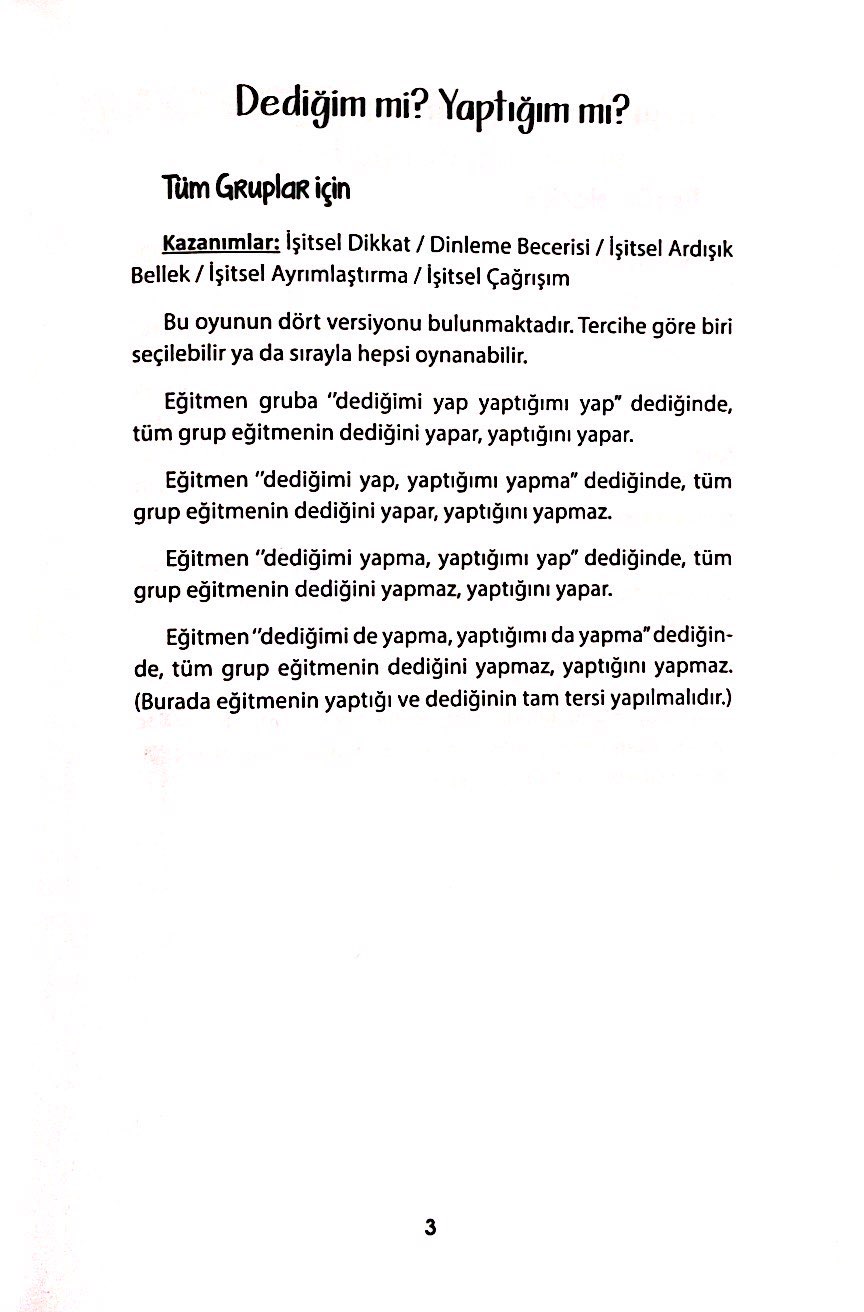 Dediğim mi? Yaptığım mı?
Tüm Gruplar için
Kazanımlar: İşitsel Dikkat / Dinleme Becerisi / İşitsel Ardışık
Bellek / İşitsel Ayrımlaştırma / İşitsel Çağrışım
Bu oyunun dört versiyonu bulunmaktadır. Tercihe göre biri
seçilebilir ya da sırayla hepsi oynanabilir.
Eğitmen gruba "dediğimi yap yaptığımı yap" dediğinde,
tüm grup eğitmenin dediğini yapar, yaptığını yapar.
Eğitmen "dediğimi yap, yaptığımı yapma" dediğinde, tüm
grup eğitmenin dediğini yapar, yaptığını yapmaz.
Eğitmen "dediğimi yapma, yaptığımı yap" dediğinde, tüm
grup eğitmenin dediğini yapmaz, yaptığını yapar.
Eğitmen "dediğimi de yapma, yaptığımı da yapma" dediğin-
de, tüm grup eğitmenin dediğini yapmaz, yaptığını yapmaz.
(Burada eğitmenin yaptığı ve dediğinin tam tersi yapılmalıdır.)
3